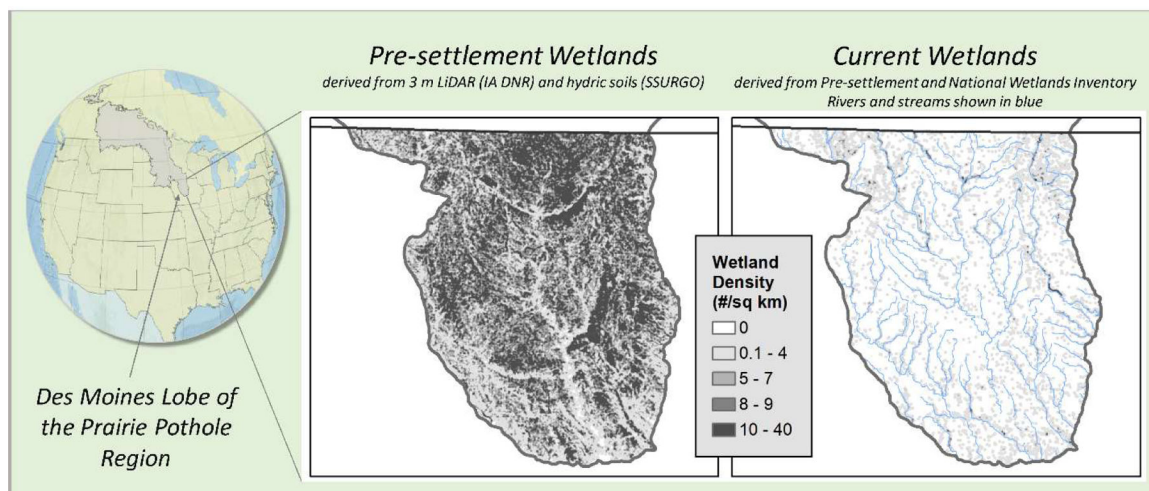 Pre-settlement Wetlands
derived from 3 m LiDAR (IA DNR) and hydric soils (SSURGO)
Current Wetlands
derived from Pre-settlement and National Wetlands Inventory
Rivers and streams shown in blue
Des Moines Lobe of
the Prairie Pothole
Region
Wetland
Density
(#/sq km)
0
0.1 - 4
5 - 7
8 - 9
10 - 40